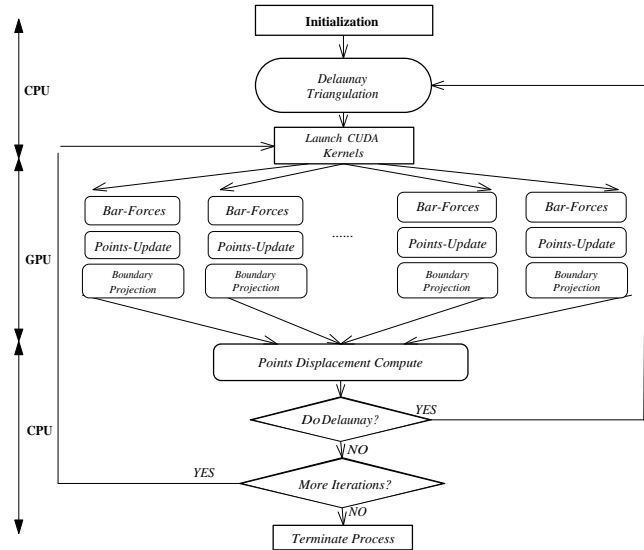 Initialization
CPU
Delaunay
Triangulation
Launch CUDA
Kernels
GPU
Bar-Forces
Bar-Forces
Bar-Forces
Bar-Forces
Points-Update
Points-Update
......
Points-Update
Points-Update
Boundary
Projection
Boundary
Projection
Boundary
Projection
Boundary
Projection
Points Displacement Compute
CPU
Do Delaunay?
YES
NO
YES
More Iterations?
NO
Terminate Process